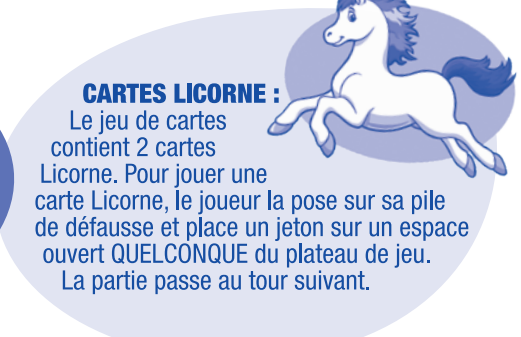 CARTES LICORNE :
Le jeu de cartes
contient 2 cartes
Licorne. Pour jouer une
carte Licorne, le joueur la pose sur sa pile
de défausse et place un jeton sur un espace
ouvert QUELCONQUE du plateau de jeu.
La partie passe au tour suivant.